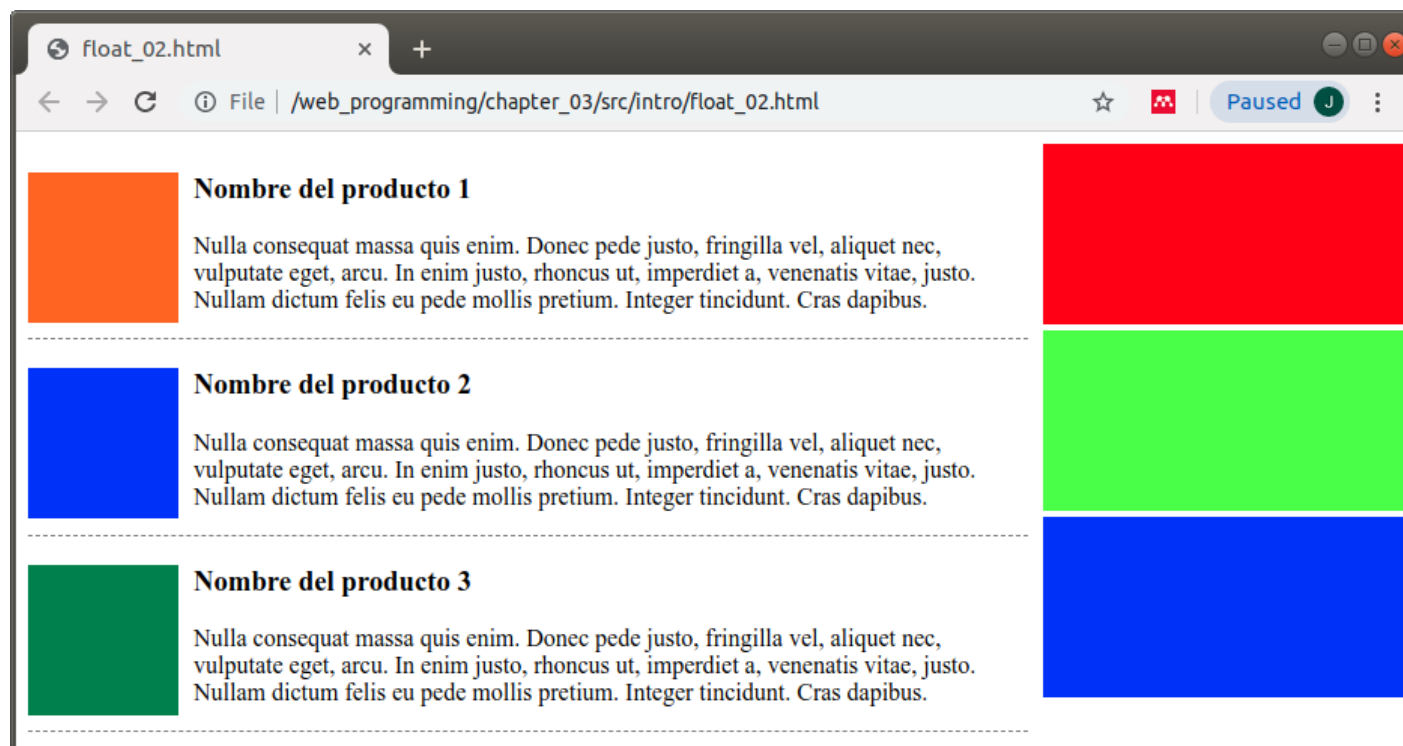 float_02.html
File /web_programming/chapter_03/src/intro/float_02.html
Paused J
Nombre del producto 1
Nulla consequat massa quis enim. Donec pede justo, fringilla vel, aliquet nec,
vulputate eget, arcu. In enim justo, rhoncus ut, imperdiet a, venenatis vitae, justo.
Nullam dictum felis eu pede mollis pretium. Integer tincidunt. Cras dapibus.
Nombre del producto 2
Nulla consequat massa quis enim. Donec pede justo, fringilla vel, aliquet nec,
vulputate eget, arcu. In enim justo, rhoncus ut, imperdiet a, venenatis vitae, justo.
Nullam dictum felis eu pede mollis pretium. Integer tincidunt. Cras dapibus.
Nombre del producto 3
Nulla consequat massa quis enim. Donec pede justo, fringilla vel, aliquet nec,
vulputate eget, arcu. In enim justo, rhoncus ut, imperdiet a, venenatis vitae, justo.
Nullam dictum felis eu pede mollis pretium. Integer tincidunt. Cras dapibus.